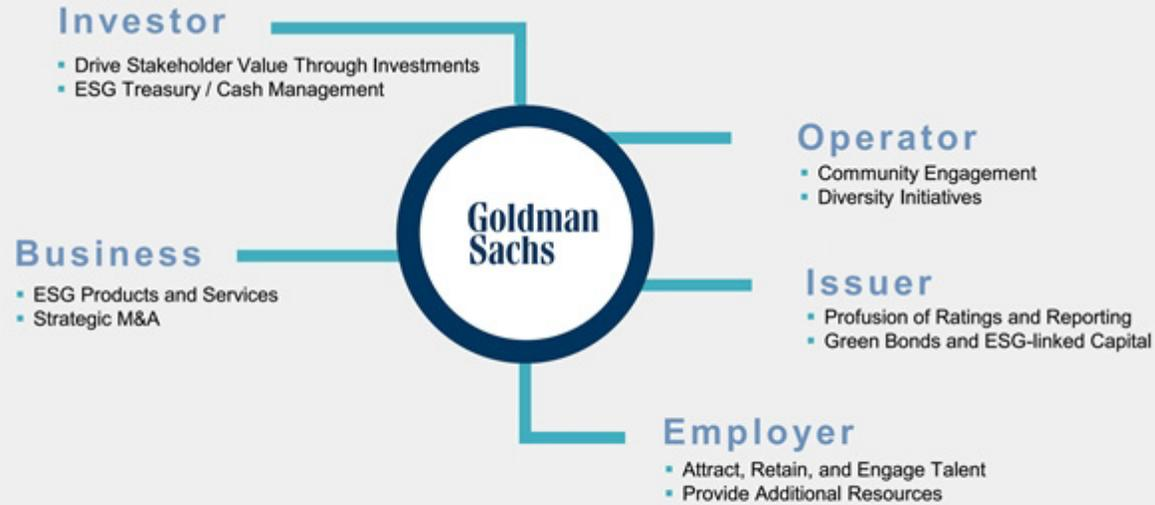 Investor
▪ Drive Stakeholder Value Through Investments
▪ ESG Treasury / Cash Management
Operator
▪ Community Engagement
▪ Diversity Initiatives
Goldman
Sachs
Business
▪ ESG Products and Services
▪ Strategic M&A
Issuer
▪ Profusion of Ratings and Reporting
▪ Green Bonds and ESG-linked Capital
Employer
▪ Attract, Retain, and Engage Talent
▪ Provide Additional Resources